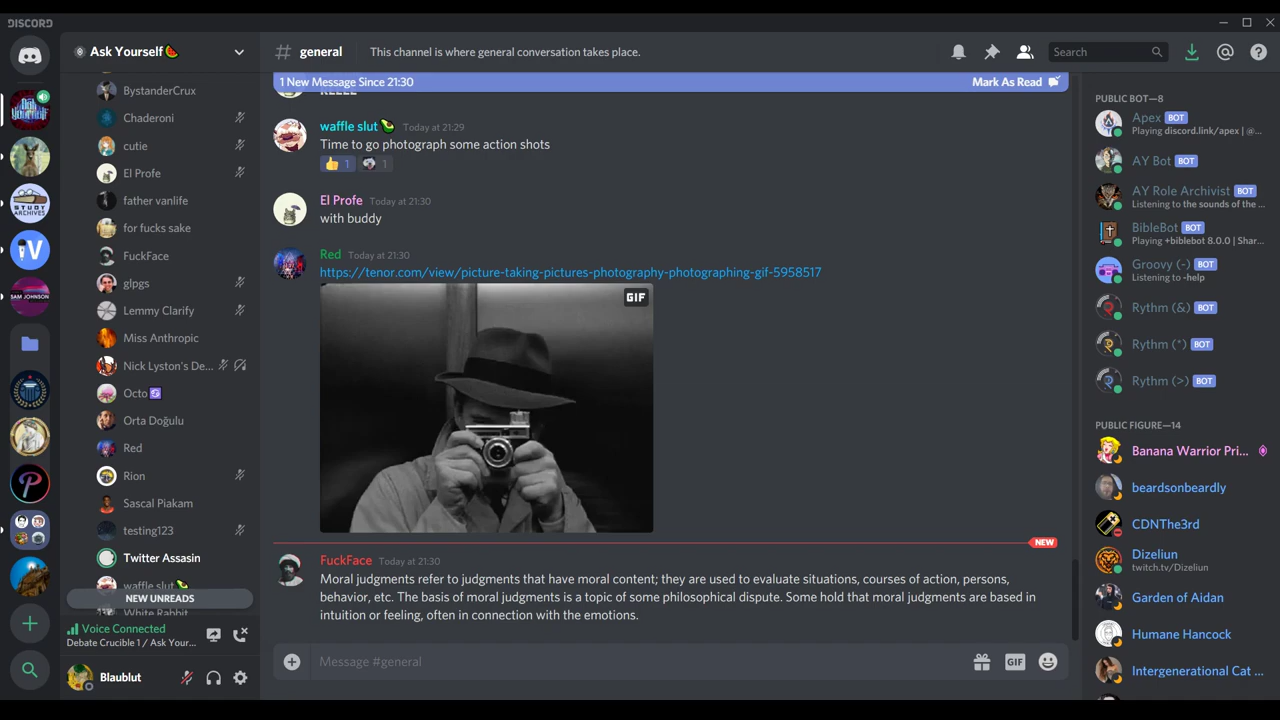 DISCORD
Ask Yourself🍉
BystanderCrux
Chaderoni
cutie
El Profe
father vanlife
for fucks sake
FuckFace
glpgs
Lemmy Clarify
Miss Anthropic
Nick Lyston's De...
Octo
Orta Doğulu
Red
Rion
Sascal Piakam
testing123
Twitter Assasin
waffle slut🥑
NEW UNREADS
White Rabbit
Voice Connected
Debate Crucible 1 / Ask Your...
Blaublut
SAM JOHNSON
STUDY
ARCHIVES
# general
This channel is where general conversation takes place.
Search
1 New Message Since 21:30
Mark As Read
waffle slut🥑 Today at 21:29
Time to go photograph some action shots
👍 1 1
El Profe Today at 21:30
with buddy
Red Today at 21:30
https://tenor.com/view/picture-taking-pictures-photography-photographing-gif-5958517
GIF
NEW
FuckFace Today at 21:30
Moral judgments refer to judgments that have moral content; they are used to evaluate situations, courses of action, persons,
behavior, etc. The basis of moral judgments is a topic of some philosophical dispute. Some hold that moral judgments are based in
intuition or feeling, often in connection with the emotions.
Message #general
GIF
PUBLIC BOT—8
Apex BOT
Playing discord.link/apex | @...
AY Bot BOT
AY Role Archivist BOT
Listening to the sounds of the ...
BibleBot BOT
Playing +biblebot 8.0.0 | Shar...
Groovy (-) BOT
Listening to -help
Rythm (&) BOT
Rythm (*) BOT
Rythm (>) BOT
PUBLIC FIGURE—14
Banana Warrior Pri...
beardsonbeardly
CDNThe3rd
Dizeliun
twitch.tv/Dizeliun
Garden of Aidan
Humane Hancock
Intergenerational Cat ...